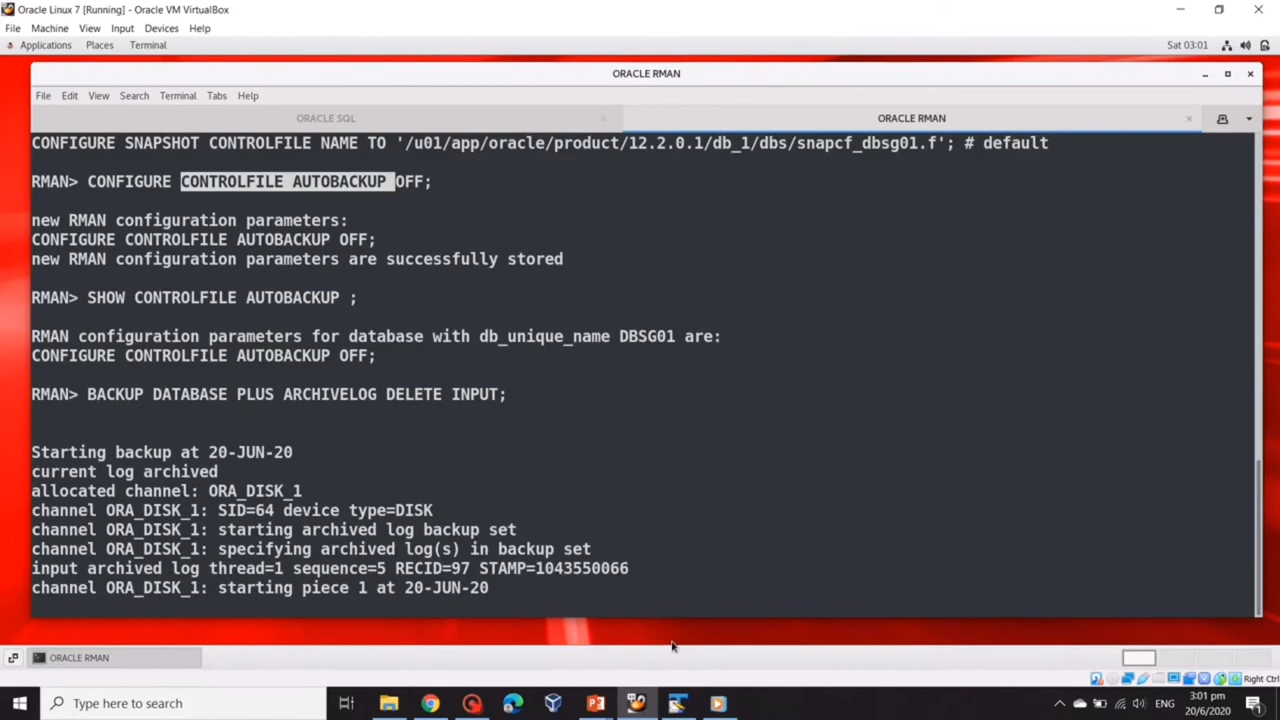 Oracle Linux 7 [Running] - Oracle VM VirtualBox
File Machine View Input Devices Help
Applications Places Terminal Sat 03:01
ORACLE RMAN
File Edit View Search Terminal Tabs Help
ORACLE SQL ORACLE RMAN
CONFIGURE SNAPSHOT CONTROLFILE NAME TO '/u01/app/oracle/product/12.2.0.1/db_1/dbs/snapcf_dbsg01.f'; # default
RMAN> CONFIGURE CONTROLFILE AUTOBACKUP OFF;
new RMAN configuration parameters:
CONFIGURE CONTROLFILE AUTOBACKUP OFF;
new RMAN configuration parameters are successfully stored
RMAN> SHOW CONTROLFILE AUTOBACKUP ;
RMAN configuration parameters for database with db_unique_name DBSG01 are:
CONFIGURE CONTROLFILE AUTOBACKUP OFF;
RMAN> BACKUP DATABASE PLUS ARCHIVELOG DELETE INPUT;
Starting backup at 20-JUN-20
current log archived
allocated channel: ORA_DISK_1
channel ORA_DISK_1: SID=64 device type=DISK
channel ORA_DISK_1: starting archived log backup set
channel ORA_DISK_1: specifying archived log(s) in backup set
input archived log thread=1 sequence=5 RECID=97 STAMP=1043550066
channel ORA_DISK_1: starting piece 1 at 20-JUN-20
ORACLE RMAN
Right Ctrl
Type here to search
ENG
3:01 pm
20/6/2020
1